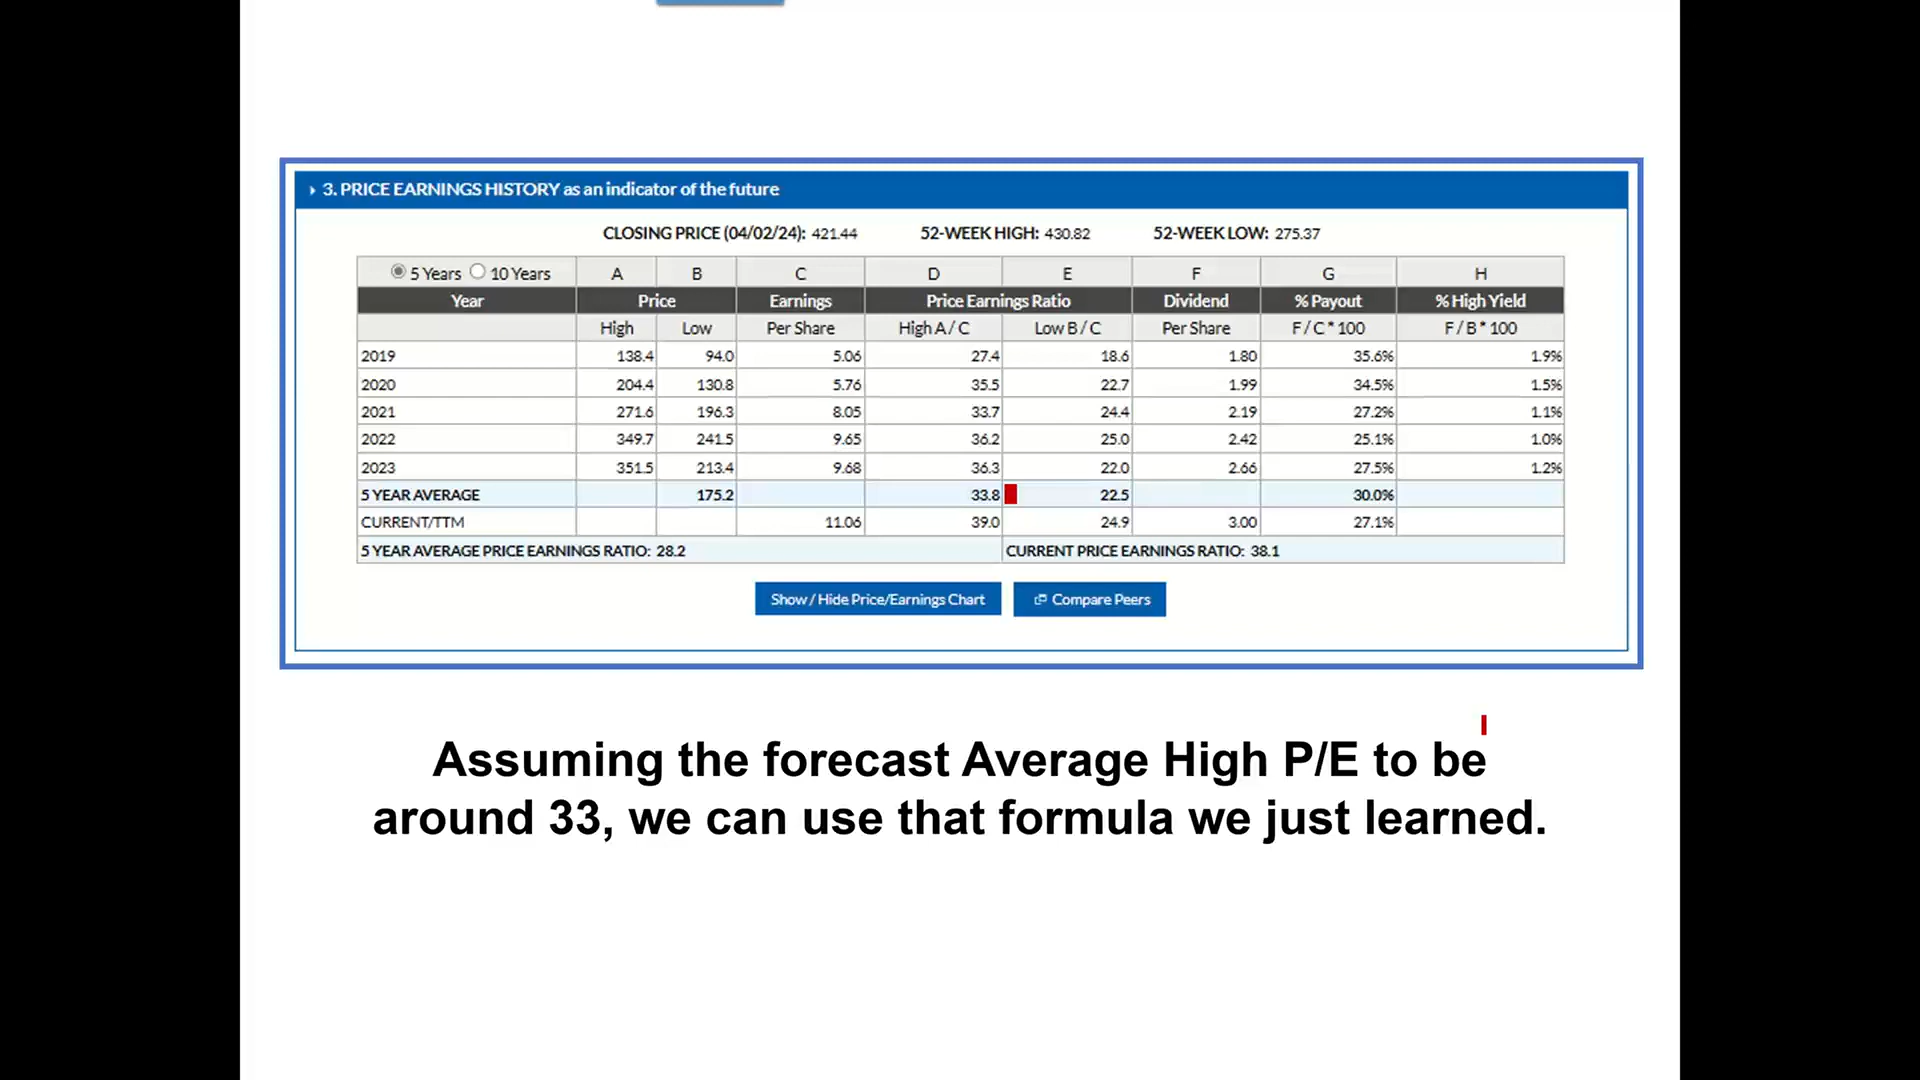 3. PRICE EARNINGS HISTORY as an indicator of the future
CLOSING PRICE (04/02/24): 421.44 52-WEEK HIGH: 430.82 52-WEEK LOW: 275.37
5 Years 10 Years A B C D E F G H
Year Price Earnings Price Earnings Ratio Dividend % Payout % High Yield
High Low Per Share High A / C Low B / C Per Share F / C * 100 F / B * 100
2019 138.4 94.0 5.06 27.4 18.6 1.80 35.6% 1.9%
2020 204.4 130.8 5.76 35.5 22.7 1.99 34.5% 1.5%
2021 271.6 196.3 8.05 33.7 24.4 2.19 27.2% 1.1%
2022 349.7 241.5 9.65 36.2 25.0 2.42 25.1% 1.0%
2023 351.5 213.4 9.68 36.3 22.0 2.66 27.5% 1.2%
5 YEAR AVERAGE 175.2 33.8 22.5 30.0%
CURRENT/TTM 11.06 39.0 24.9 3.00 27.1%
5 YEAR AVERAGE PRICE EARNINGS RATIO: 28.2 CURRENT PRICE EARNINGS RATIO: 38.1
Show / Hide Price/Earnings Chart Compare Peers
Assuming the forecast Average High P/E to be
around 33, we can use that formula we just learned.